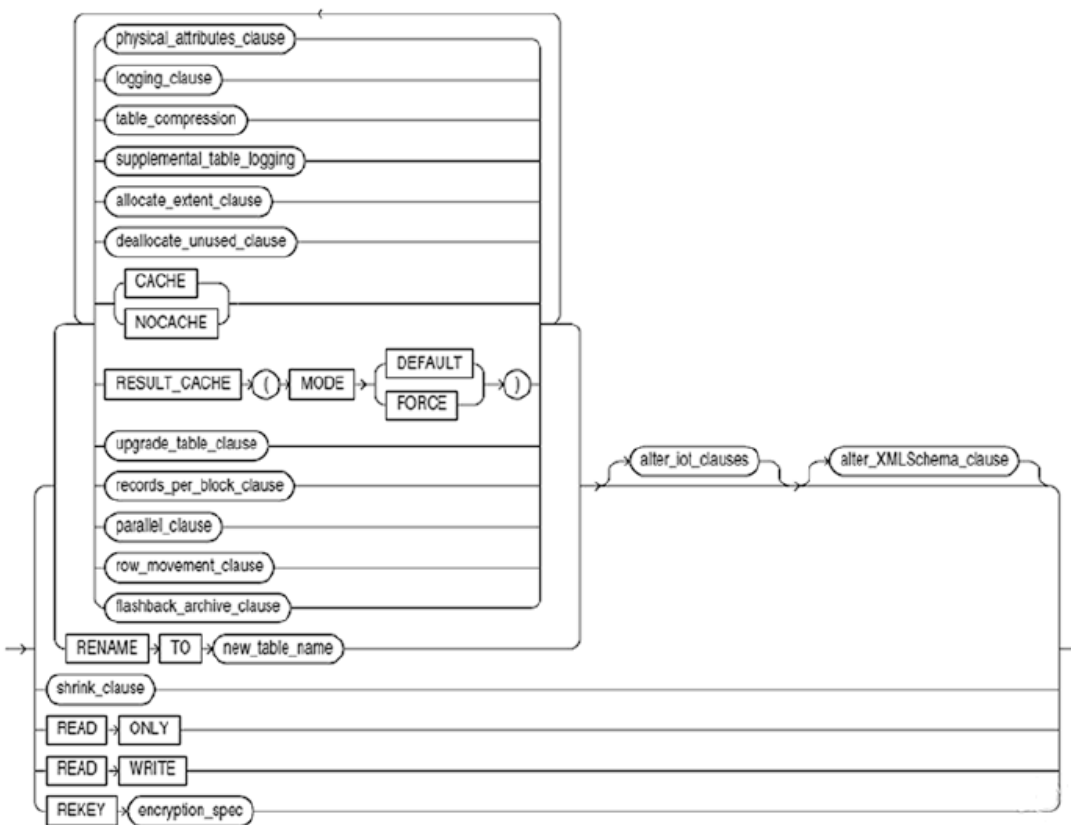 physical_attributes_clause
logging_clause
table_compression
supplemental_table_logging
allocate_extent_clause
deallocate_unused_clause
CACHE
NOCACHE
RESULT_CACHE ( MODE DEFAULT )
FORCE
upgrade_table_clause
alter_iot_clauses alter_XMLSchema_clause
records_per_block_clause
parallel_clause
row_movement_clause
flashback_archive_clause
RENAME TO new_table_name
shrink_clause
READ ONLY
READ WRITE
REKEY encryption_spec